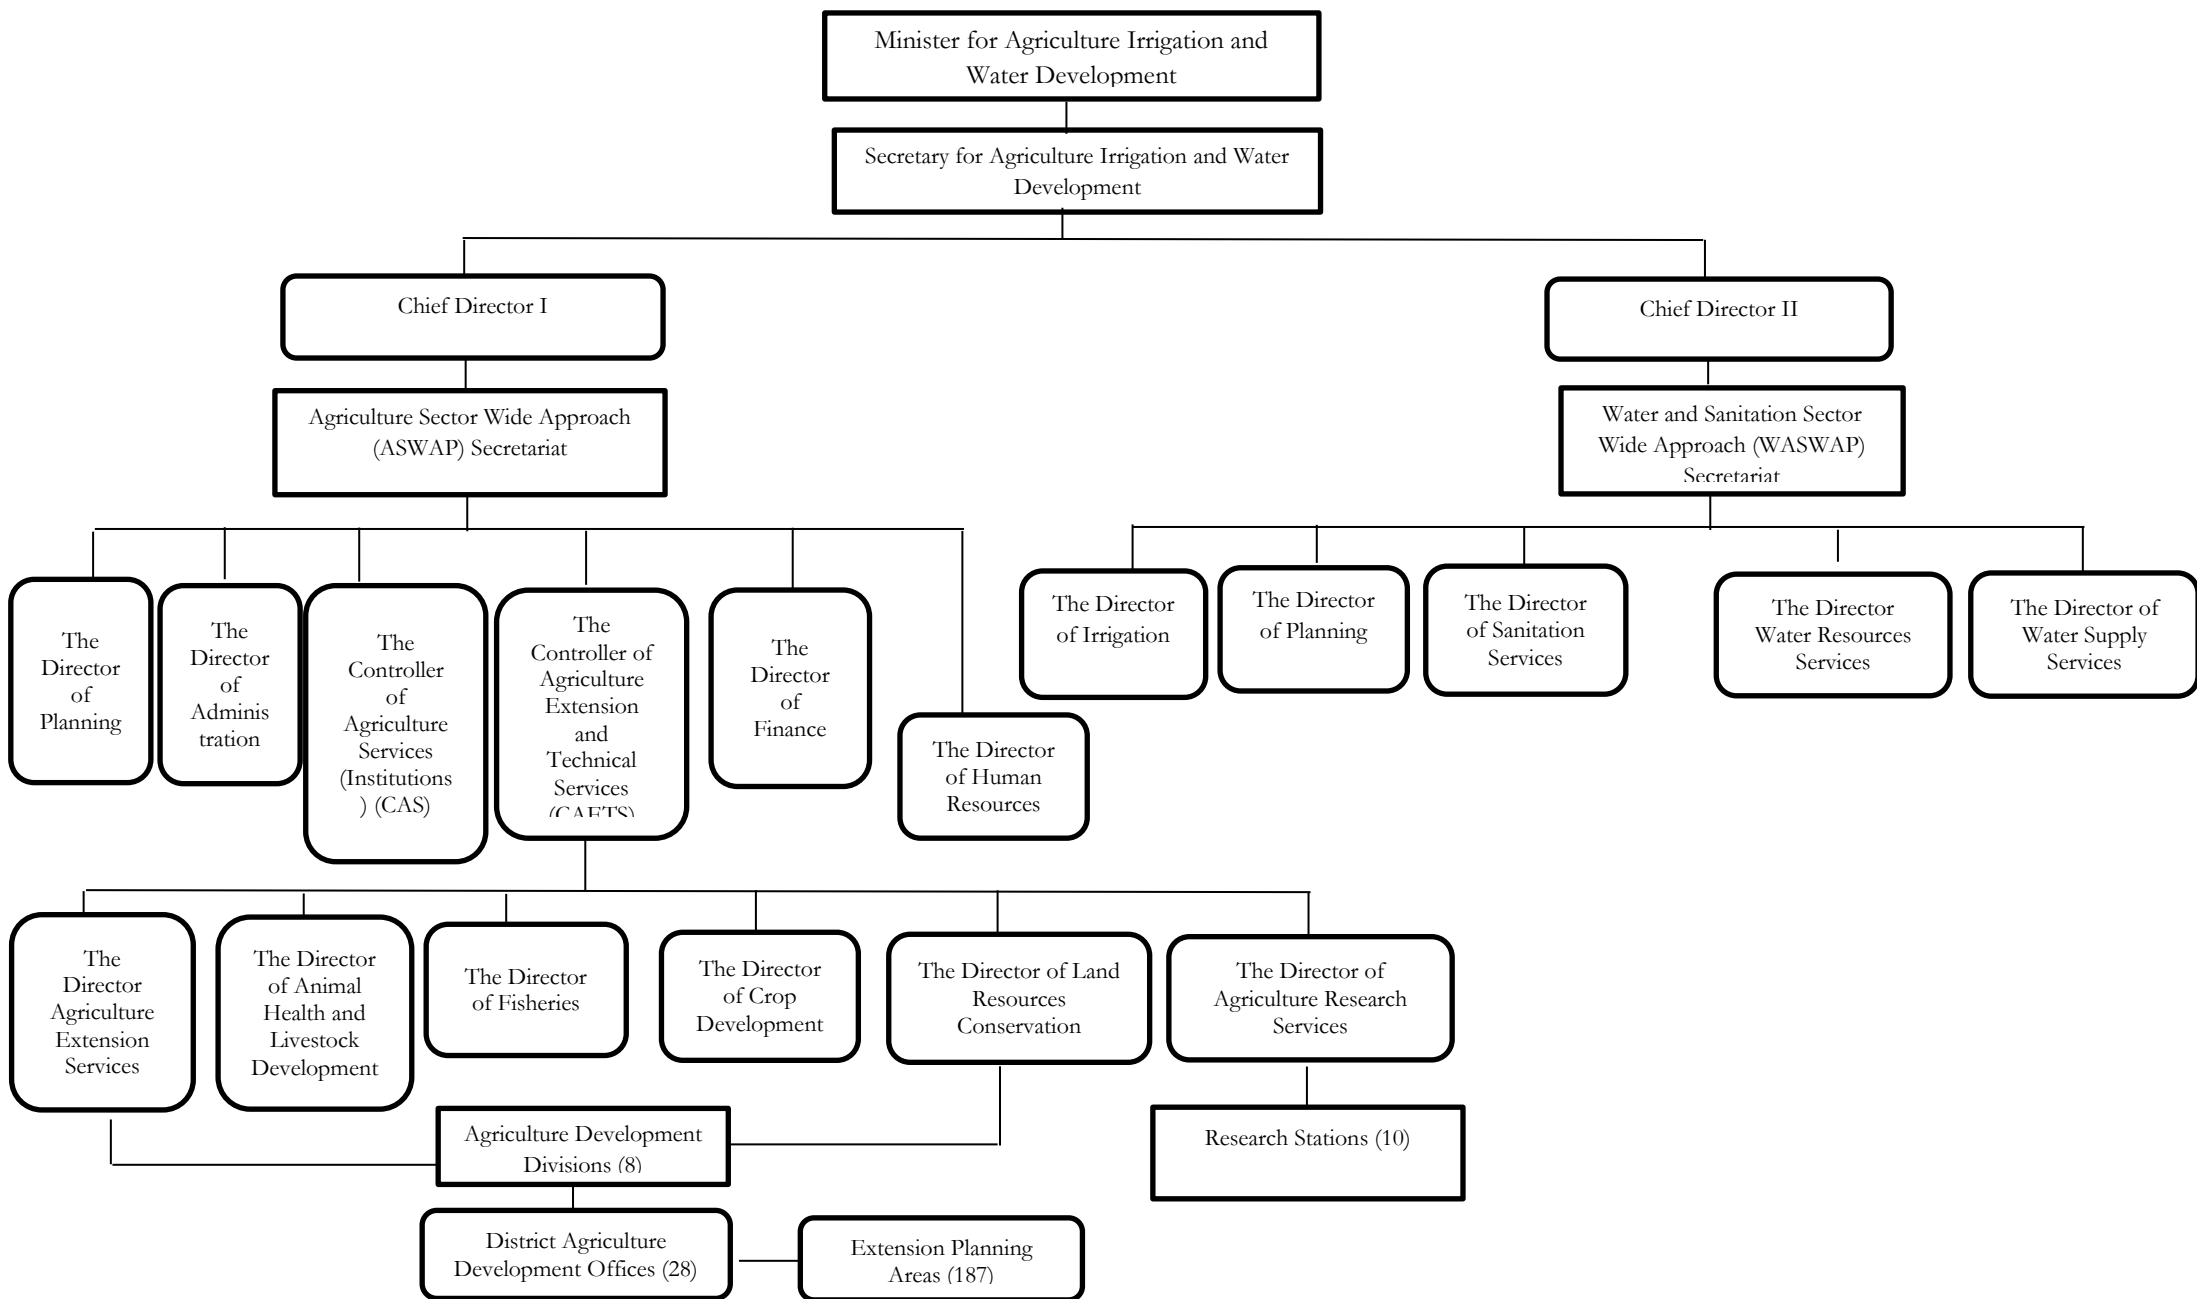 Minister for Agriculture Irrigation and
Water Development
Secretary for Agriculture Irrigation and Water
Development
Chief Director I
Chief Director II
Agriculture Sector Wide Approach
(ASWAP) Secretariat
Water and Sanitation Sector
Wide Approach (WASWAP)
Secretariat
The
Director
of
Planning
The
Director
of
Adminis
tration
The
Controller
of
Agriculture
Services
(Institutions
) (CAS)
The
Controller of
Agriculture
Extension
and
Technical
Services
(CAETS)
The
Director
of
Finance
The Director
of Human
Resources
The Director
of Irrigation
The Director
of Planning
The Director
of Sanitation
Services
The Director
Water Resources
Services
The Director of
Water Supply
Services
The
Director
Agriculture
Extension
Services
The Director
of Animal
Health and
Livestock
Development
The Director
of Fisheries
The Director
of Crop
Development
The Director of Land
Resources
Conservation
The Director of
Agriculture Research
Services
Agriculture Development
Divisions (8)
Research Stations (10)
District Agriculture
Development Offices (28)
Extension Planning
Areas (187)